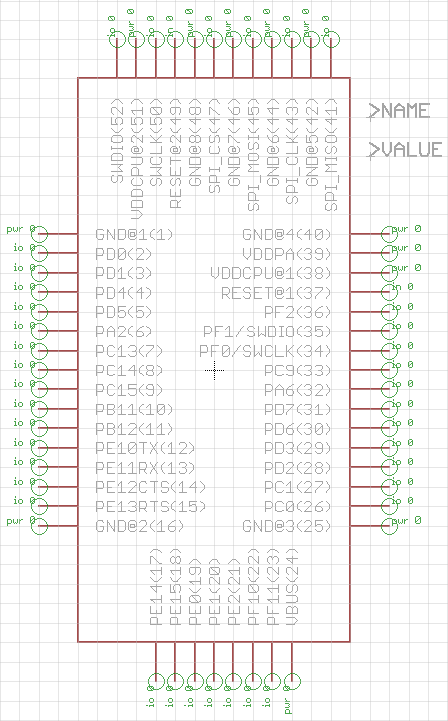 io 0
pwr 0
io 0
in 0
pwr 0
io 0
pwr 0
io 0
pwr 0
io 0
pwr 0
io 0
SWDIO(52)
VDDCPU@2(51)
SWCLK(50)
RESET@2(49)
GND@8(48)
SPI_CS(47)
GND@7(46)
SPI_MOSI(45)
GND@6(44)
SPI_CLK(43)
GND@5(42)
SPI_MISO(41)
>NAME
>VALUE
pwr 0 GND@1(1) GND@4(40) pwr 0
io 0 PD0(2) VDDPA(39) pwr 0
io 0 PD1(3) VDDCPU@1(38) pwr 0
io 0 PD4(4) RESET@1(37) in 0
io 0 PD5(5) PF2(36) io 0
io 0 PA2(6) PF1/SWDIO(35) io 0
io 0 PC13(7) PF0/SWCLK(34) io 0
io 0 PC14(8) PC9(33) io 0
io 0 PC15(9) PA6(32) io 0
io 0 PB11(10) PD7(31) io 0
io 0 PB12(11) PD6(30) io 0
io 0 PE10TX(12) PD3(29) io 0
io 0 PE11RX(13) PD2(28) io 0
io 0 PE12CTS(14) PC1(27) io 0
io 0 PE13RTS(15) PC0(26) io 0
pwr 0 GND@2(16) GND@3(25) pwr 0
PE14(17)
PE15(18)
PE0(19)
PE1(20)
PE2(21)
PF10(22)
PF11(23)
VBUS(24)
io 0
io 0
io 0
io 0
io 0
io 0
io 0
pwr 0